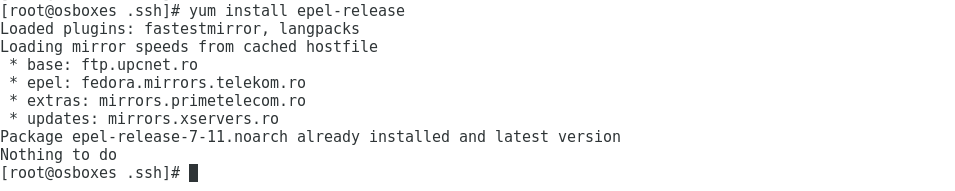 [root@osboxes .ssh]# yum install epel-release
Loaded plugins: fastestmirror, langpacks
Loading mirror speeds from cached hostfile
 * base: ftp.upcnet.ro
 * epel: fedora.mirrors.telekom.ro
 * extras: mirrors.primetelecom.ro
 * updates: mirrors.xservers.ro
Package epel-release-7-11.noarch already installed and latest version
Nothing to do
[root@osboxes .ssh]#